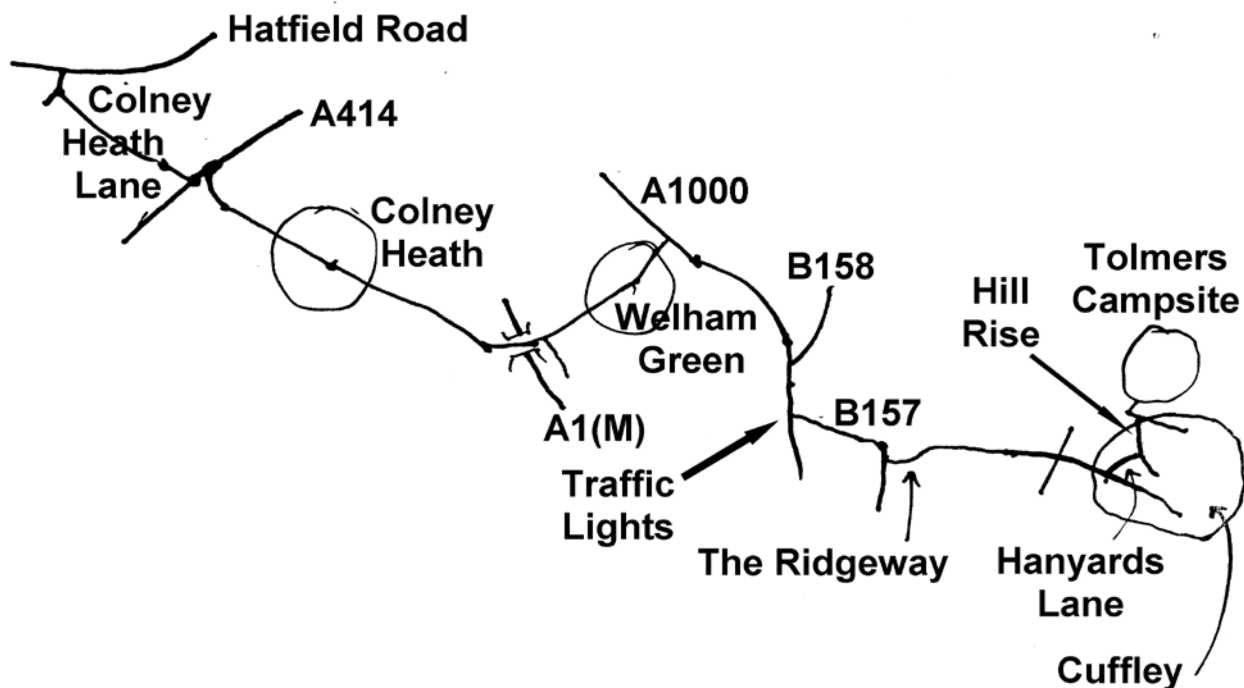 Hatfield Road
Colney
Heath
Lane
A414
Colney
Heath
A1000
B158
Welham
Green
A1(M)
Traffic
Lights
B157
The Ridgeway
Hill
Rise
Tolmers
Campsite
Hanyards
Lane
Cuffley